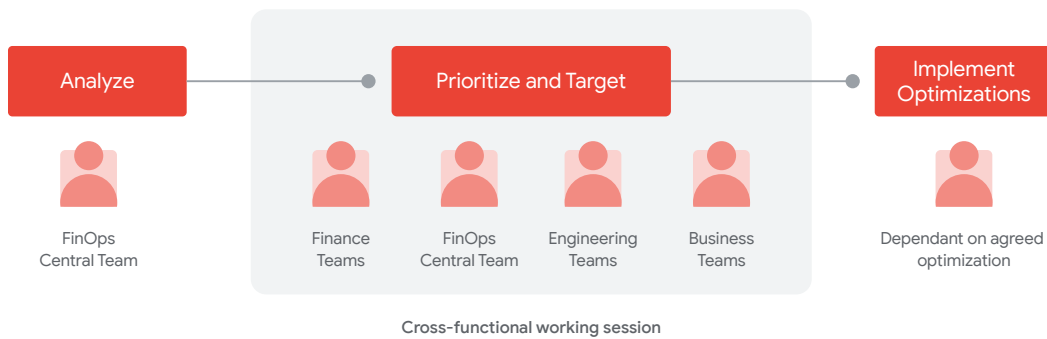 Analyze
Prioritize and Target
Implement
Optimizations
FinOps
Central Team
Finance
Teams
FinOps
Central Team
Engineering
Teams
Business
Teams
Dependant on agreed
optimization
Cross-functional working session